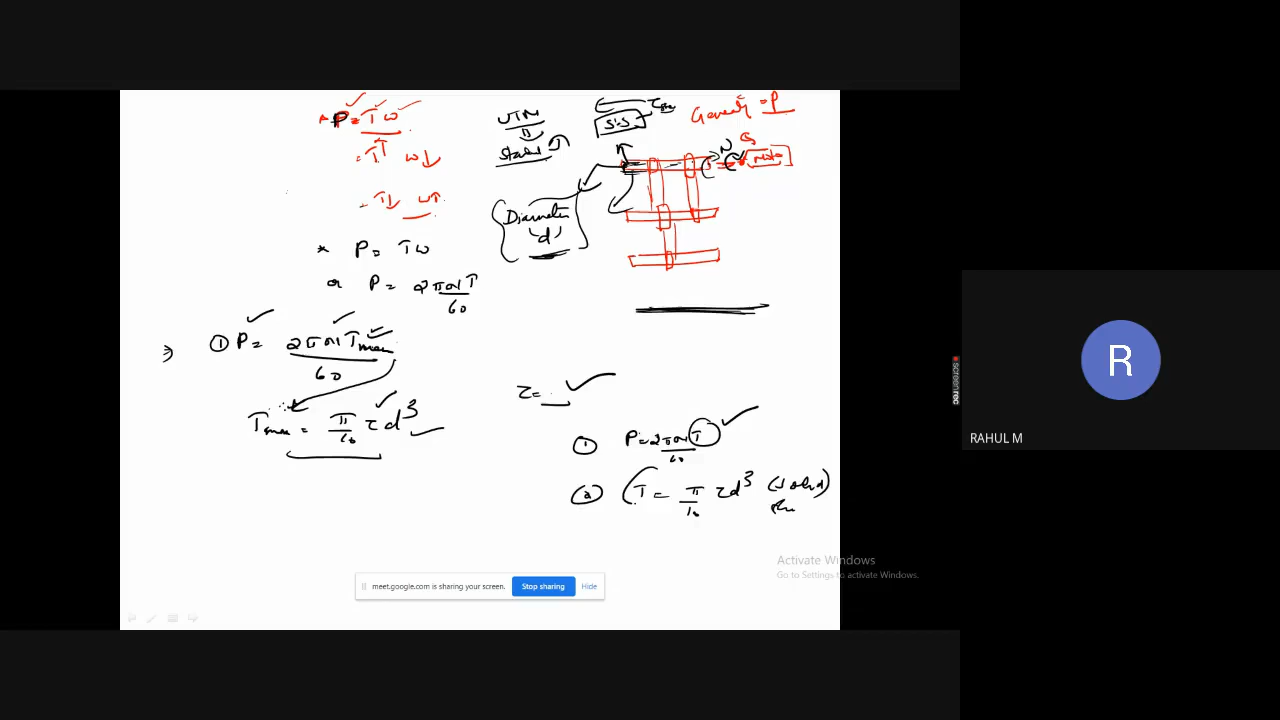 * P = Tω
= T↑ ω↓
= T↓ ω↑
* P = Tω
or P = 2πNT
60
① P = 2πNTmax
60
Tmax = π/16 τd³
UTM
Diameter
'd'
= P
N
τ =
① P = 2πNT
60
② T = π/16 τd³ (Solid
Activate Windows
Go to Settings to activate Windows.
meet.google.com is sharing your screen.
Stop sharing
Hide
screenrec
R
RAHUL M